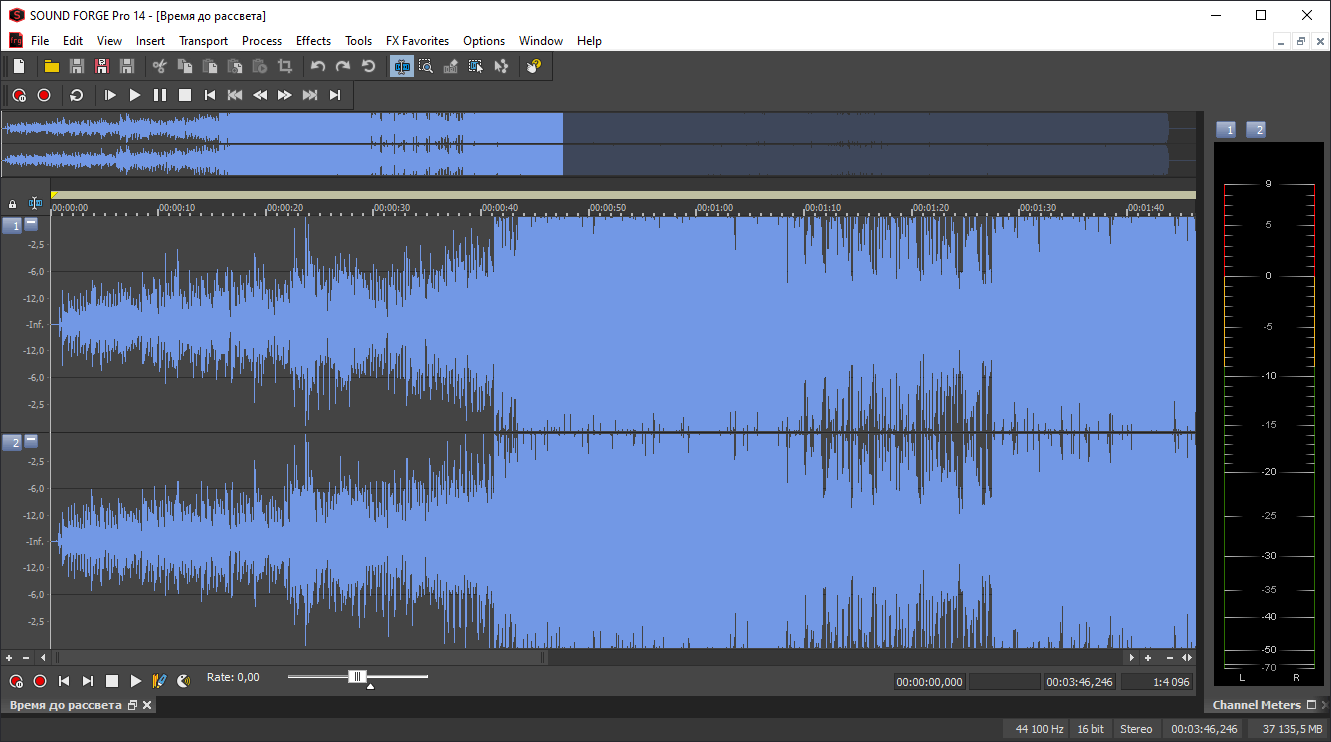 SOUND FORGE Pro 14 - [Время до рассвета]
File Edit View Insert Transport Process Effects Tools FX Favorites Options Window Help
1 2
00:00:00 00:00:10 00:00:20 00:00:30 00:00:40 00:00:50 00:01:00 00:01:10 00:01:20 00:01:30 00:01:40
1
-2,5
-6,0
-12,0
-Inf.
-12,0
-6,0
-2,5
2
-2,5
-6,0
-12,0
-Inf.
-12,0
-6,0
-2,5
9
5
0
-5
-10
-15
-20
-25
-30
-35
-40
-50
-70
L R
Rate: 0,00
00:00:00,000 00:03:46,246 1:4 096
Время до рассвета
Channel Meters
44 100 Hz 16 bit Stereo 00:03:46,246 37 135,5 MB